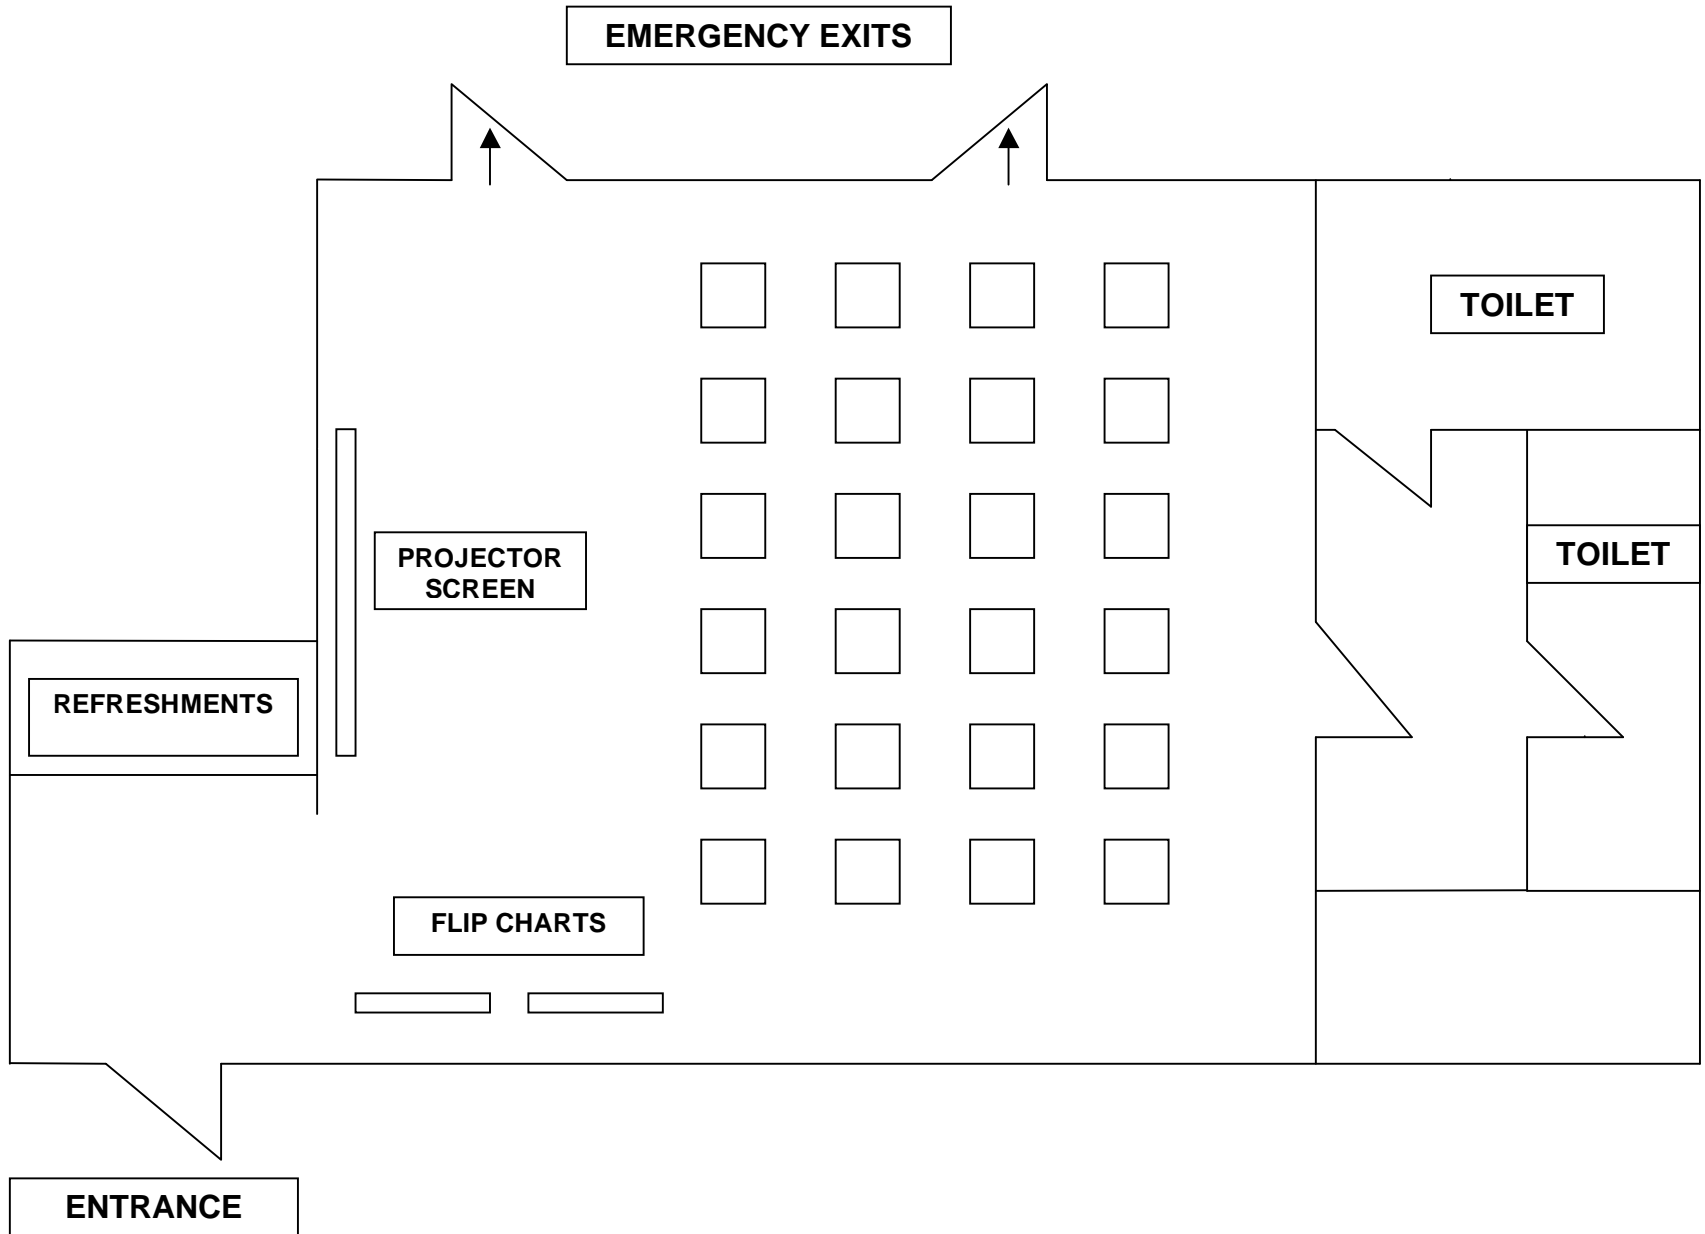 EMERGENCY EXITS
TOILET
PROJECTOR
SCREEN
TOILET
REFRESHMENTS
FLIP CHARTS
ENTRANCE